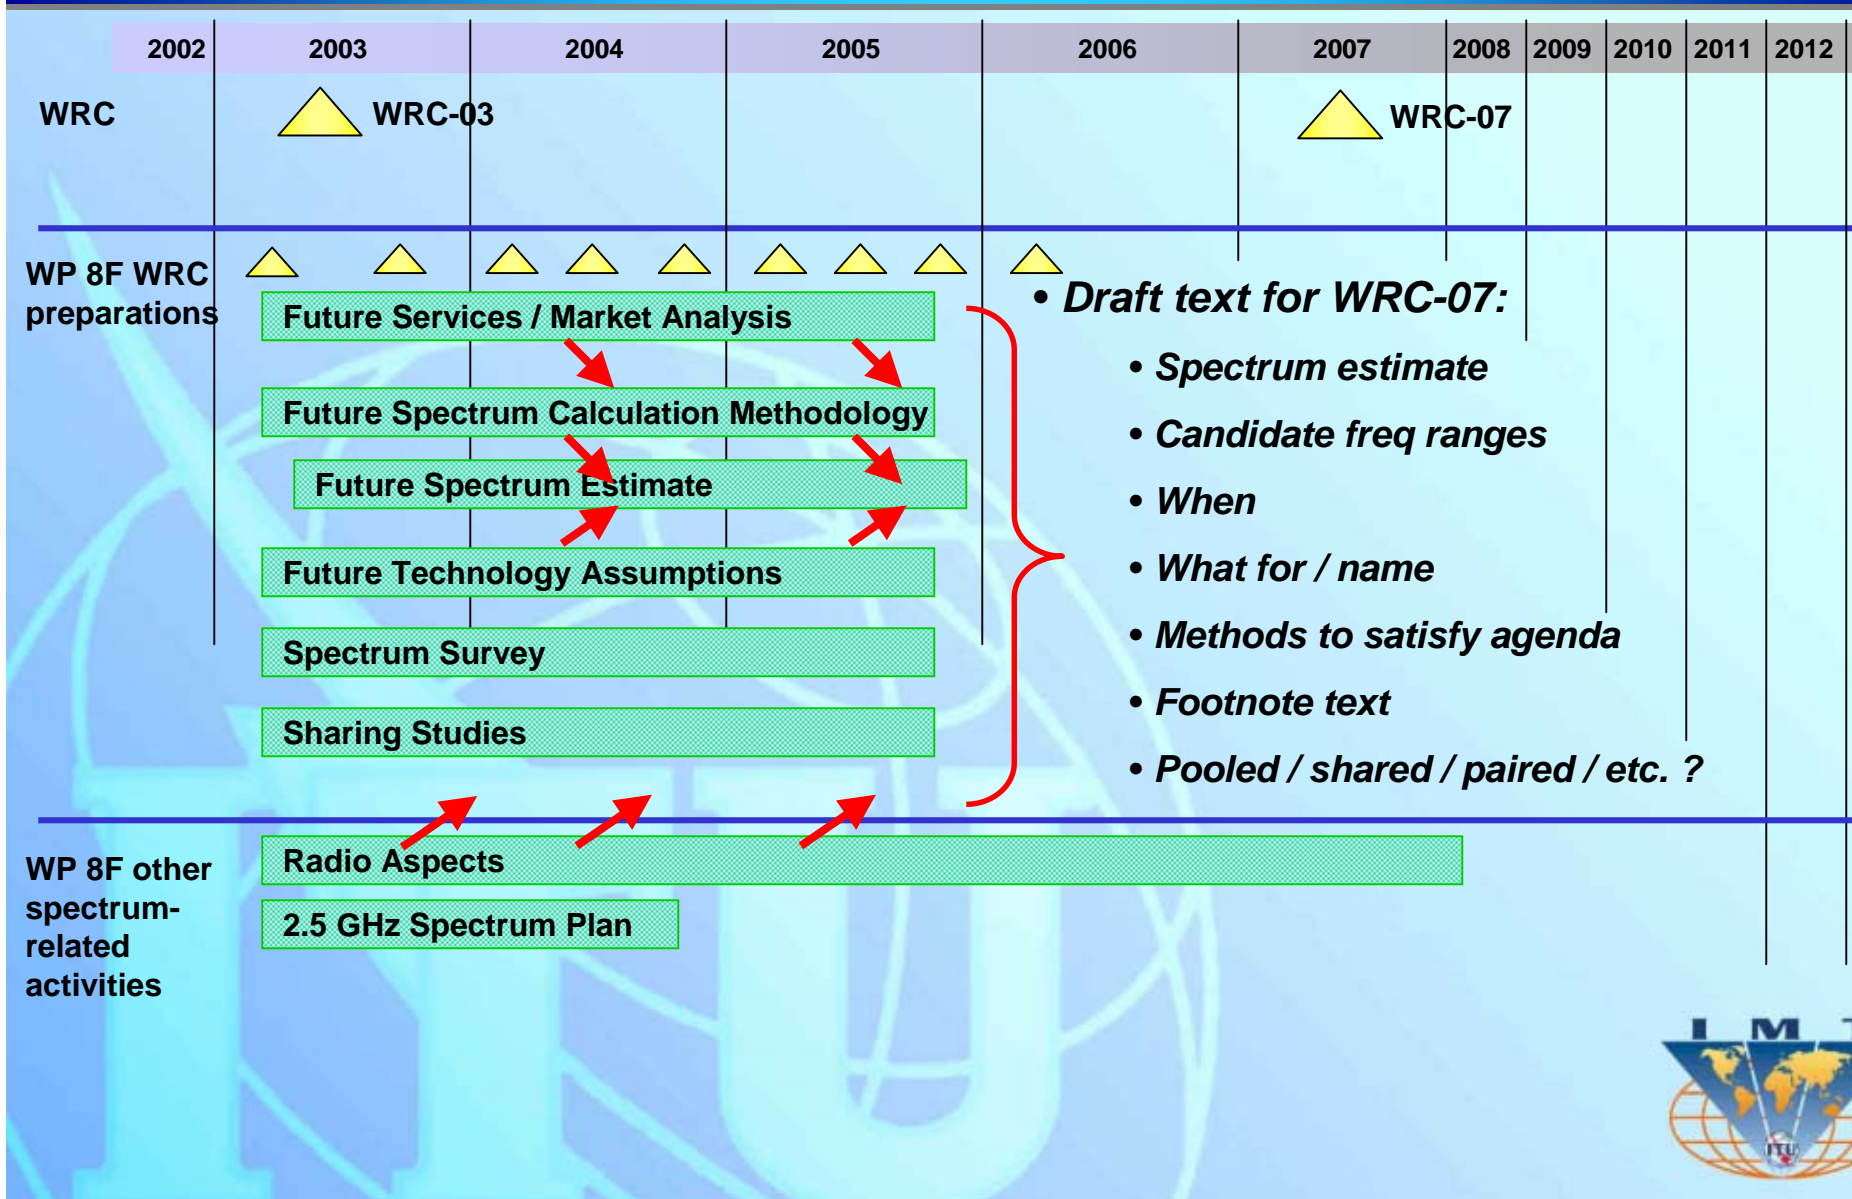 2002 2003 2004 2005 2006 2007 2008 2009 2010 2011 2012
WRC
WRC-03
WRC-07
WP 8F WRC
preparations
Future Services / Market Analysis
Future Spectrum Calculation Methodology
Future Spectrum Estimate
Future Technology Assumptions
Spectrum Survey
Sharing Studies
• Draft text for WRC-07:
• Spectrum estimate
• Candidate freq ranges
• When
• What for / name
• Methods to satisfy agenda
• Footnote text
• Pooled / shared / paired / etc. ?
WP 8F other
spectrum-
related
activities
Radio Aspects
2.5 GHz Spectrum Plan
ITU
I M
ITU